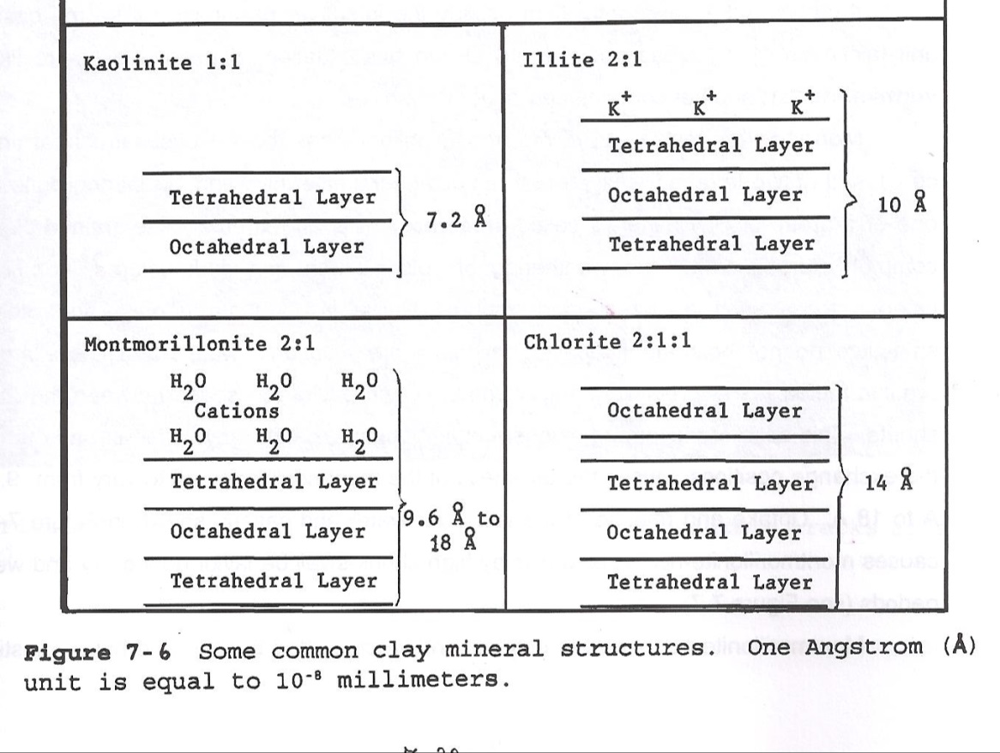 Kaolinite 1:1
Tetrahedral Layer
Octahedral Layer
7.2 Å
Illite 2:1
K⁺ K⁺ K⁺
Tetrahedral Layer
Octahedral Layer
Tetrahedral Layer
10 Å
Montmorillonite 2:1
H₂O H₂O H₂O
Cations
H₂O H₂O H₂O
Tetrahedral Layer
Octahedral Layer
Tetrahedral Layer
9.6 Å to
18 Å
Chlorite 2:1:1
Octahedral Layer
Tetrahedral Layer
Octahedral Layer
Tetrahedral Layer
14 Å
Figure 7-6 Some common clay mineral structures. One Angstrom (Å)
unit is equal to 10⁻⁸ millimeters.